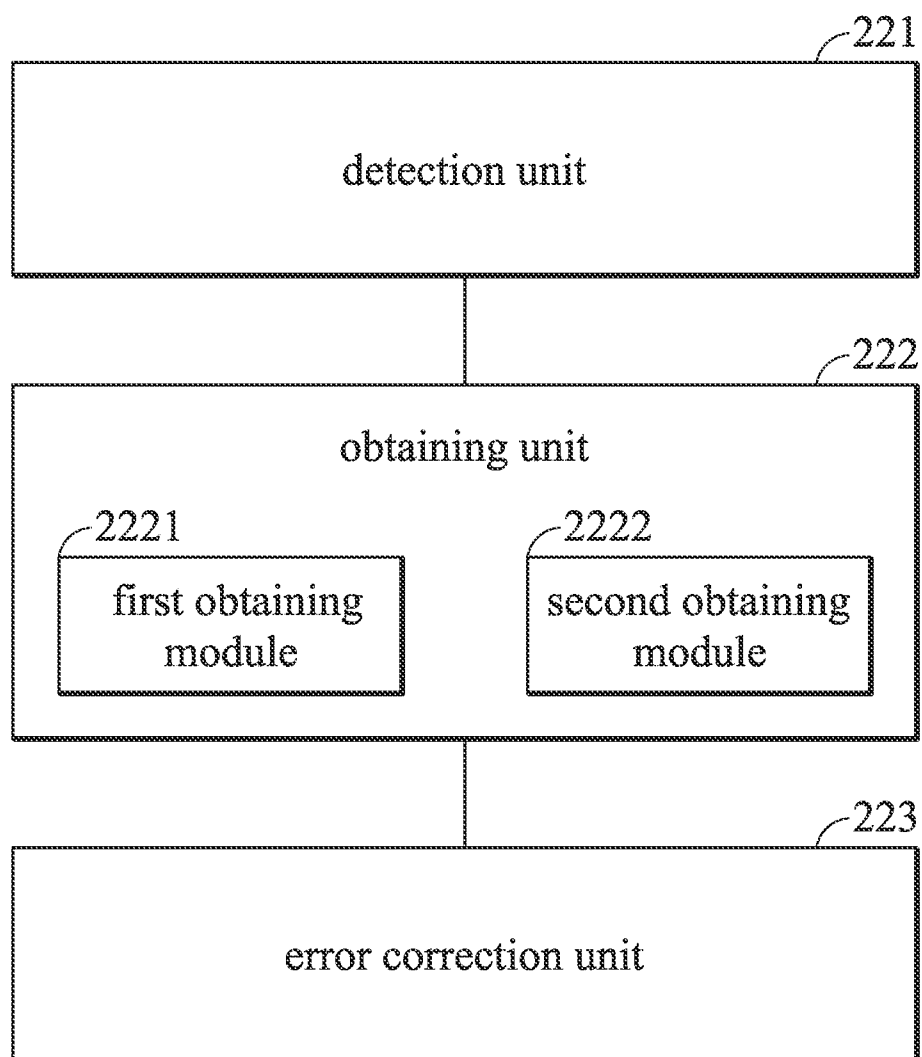 221
detection unit
222
obtaining unit
2221
2222
first obtaining
module
second obtaining
module
223
error correction unit